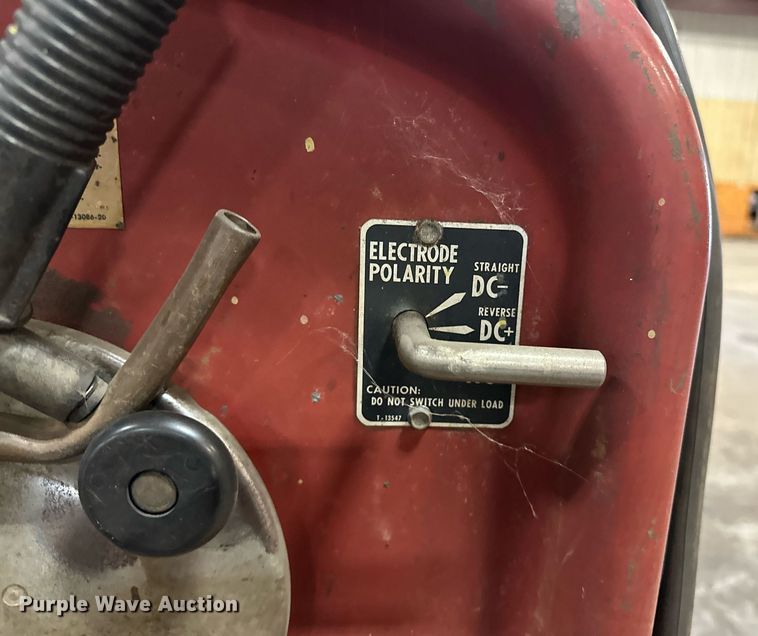 -13086-20
ELECTRODE
POLARITY
STRAIGHT
DC-
REVERSE
DC+
CAUTION:
DO NOT SWITCH UNDER LOAD
T-13547
Purple Wave Auction